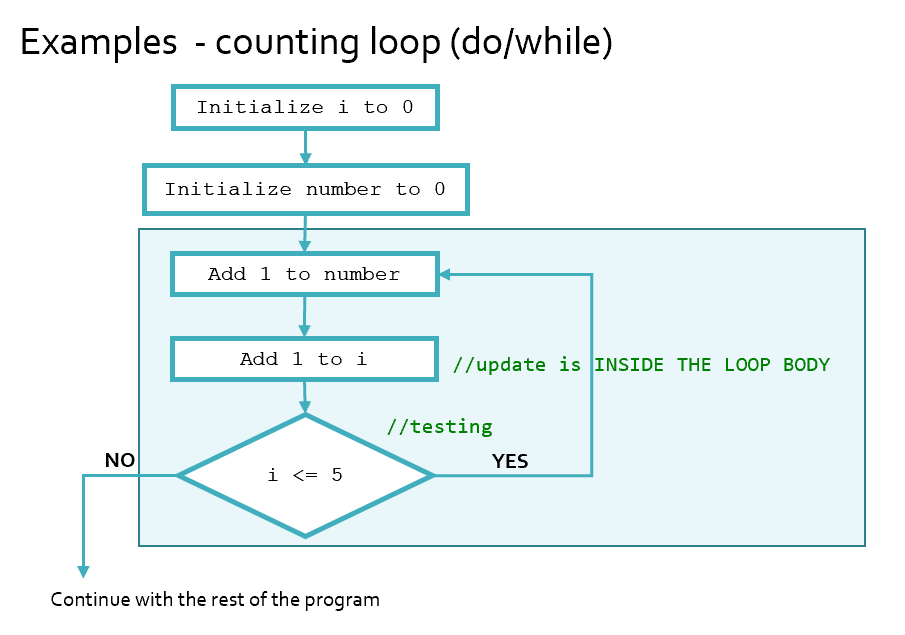 Examples - counting loop (do/while)
Initialize i to 0
Initialize number to 0
Add 1 to number
Add 1 to i
//update is INSIDE THE LOOP BODY
//testing
i <= 5
NO
YES
Continue with the rest of the program